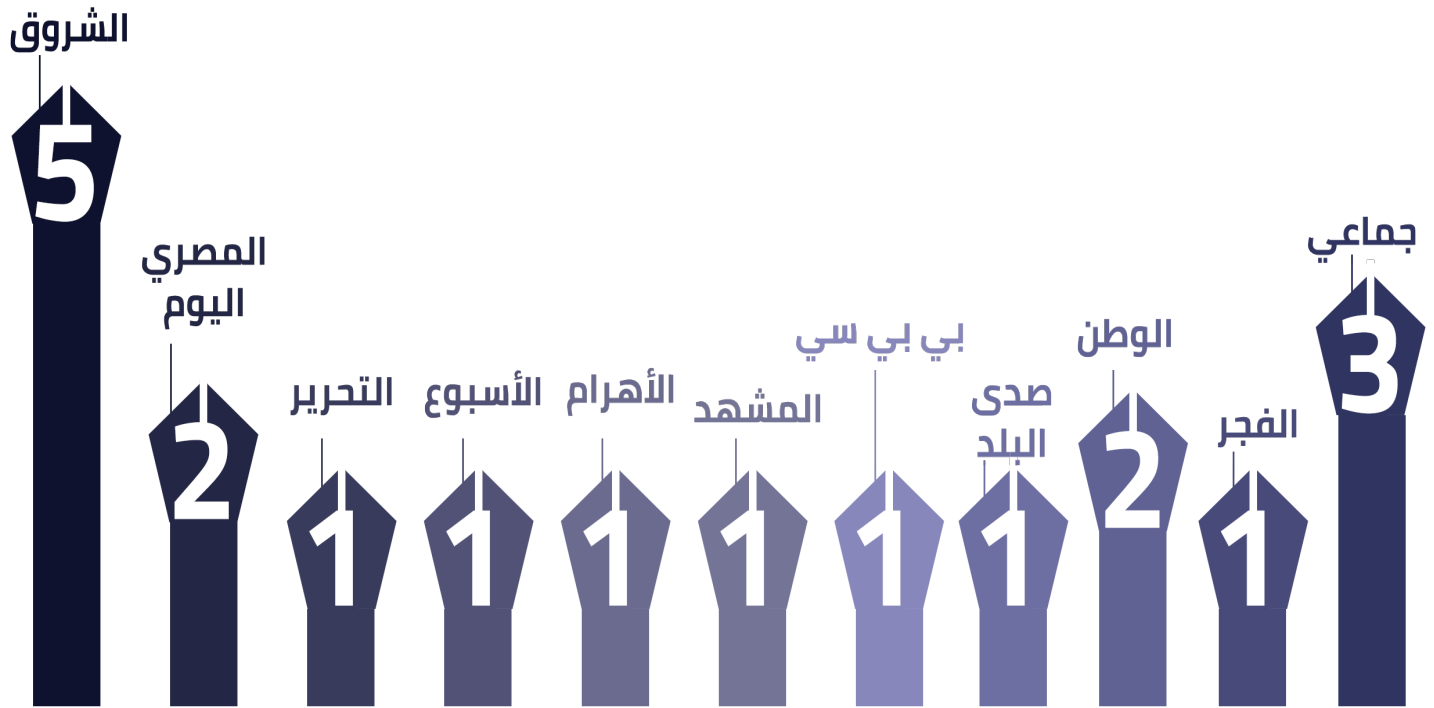 الشروق
5
المصري
اليوم
2
التحرير
1
الأسبوع
1
الأهرام
1
المشهد
1
بي بي سي
1
صدى
البلد
1
الوطن
2
الفجر
1
جماعي
3